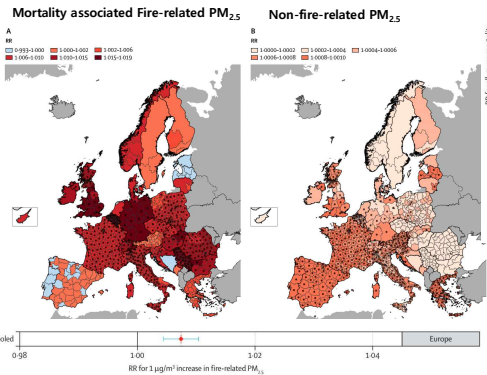 Mortality associated Fire-related PM2.5
Non-fire-related PM2.5
A
RR
0·993–1·000
1·000–1·002
1·002–1·006
1·006–1·010
1·010–1·015
1·015–1·019
B
RR
1·0000–1·0002
1·0002–1·0004
1·0004–1·0006
1·0006–1·0008
1·0008–1·0010
ooled
Europe
0·98
1·00
1·02
1·04
RR for 1 μg/m³ increase in fire-related PM2·5